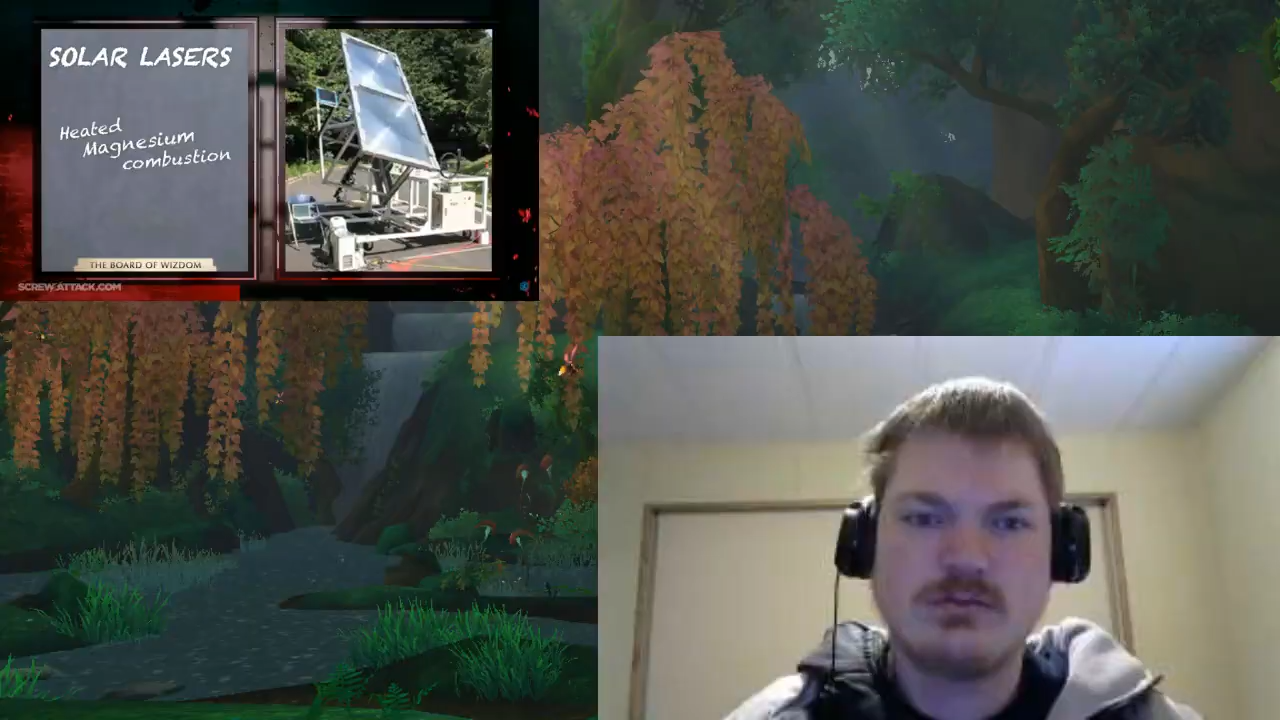 SOLAR LASERS
Heated
Magnesium
combustion
THE BOARD OF WIZDOM
SCREWATTACK.COM